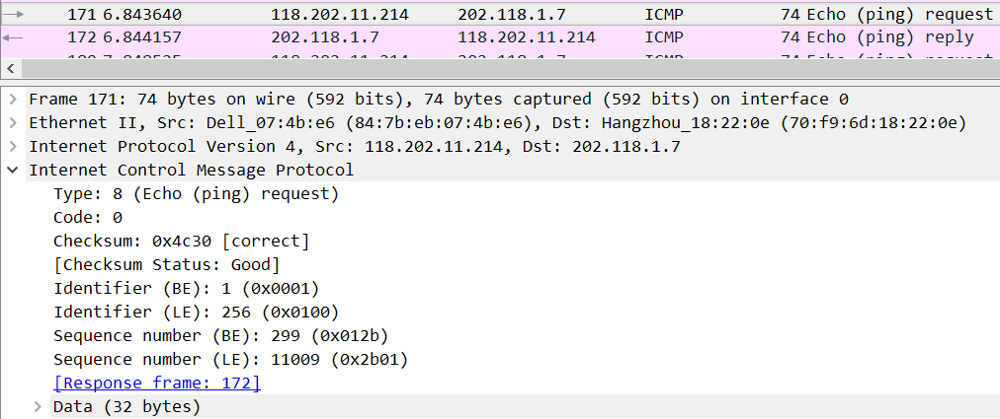 171 6.843640 118.202.11.214 202.118.1.7 ICMP 74 Echo (ping) request
172 6.844157 202.118.1.7 118.202.11.214 ICMP 74 Echo (ping) reply
Frame 171: 74 bytes on wire (592 bits), 74 bytes captured (592 bits) on interface 0
Ethernet II, Src: Dell_07:4b:e6 (84:7b:eb:07:4b:e6), Dst: Hangzhou_18:22:0e (70:f9:6d:18:22:0e)
Internet Protocol Version 4, Src: 118.202.11.214, Dst: 202.118.1.7
Internet Control Message Protocol
Type: 8 (Echo (ping) request)
Code: 0
Checksum: 0x4c30 [correct]
[Checksum Status: Good]
Identifier (BE): 1 (0x0001)
Identifier (LE): 256 (0x0100)
Sequence number (BE): 299 (0x012b)
Sequence number (LE): 11009 (0x2b01)
[Response frame: 172]
Data (32 bytes)